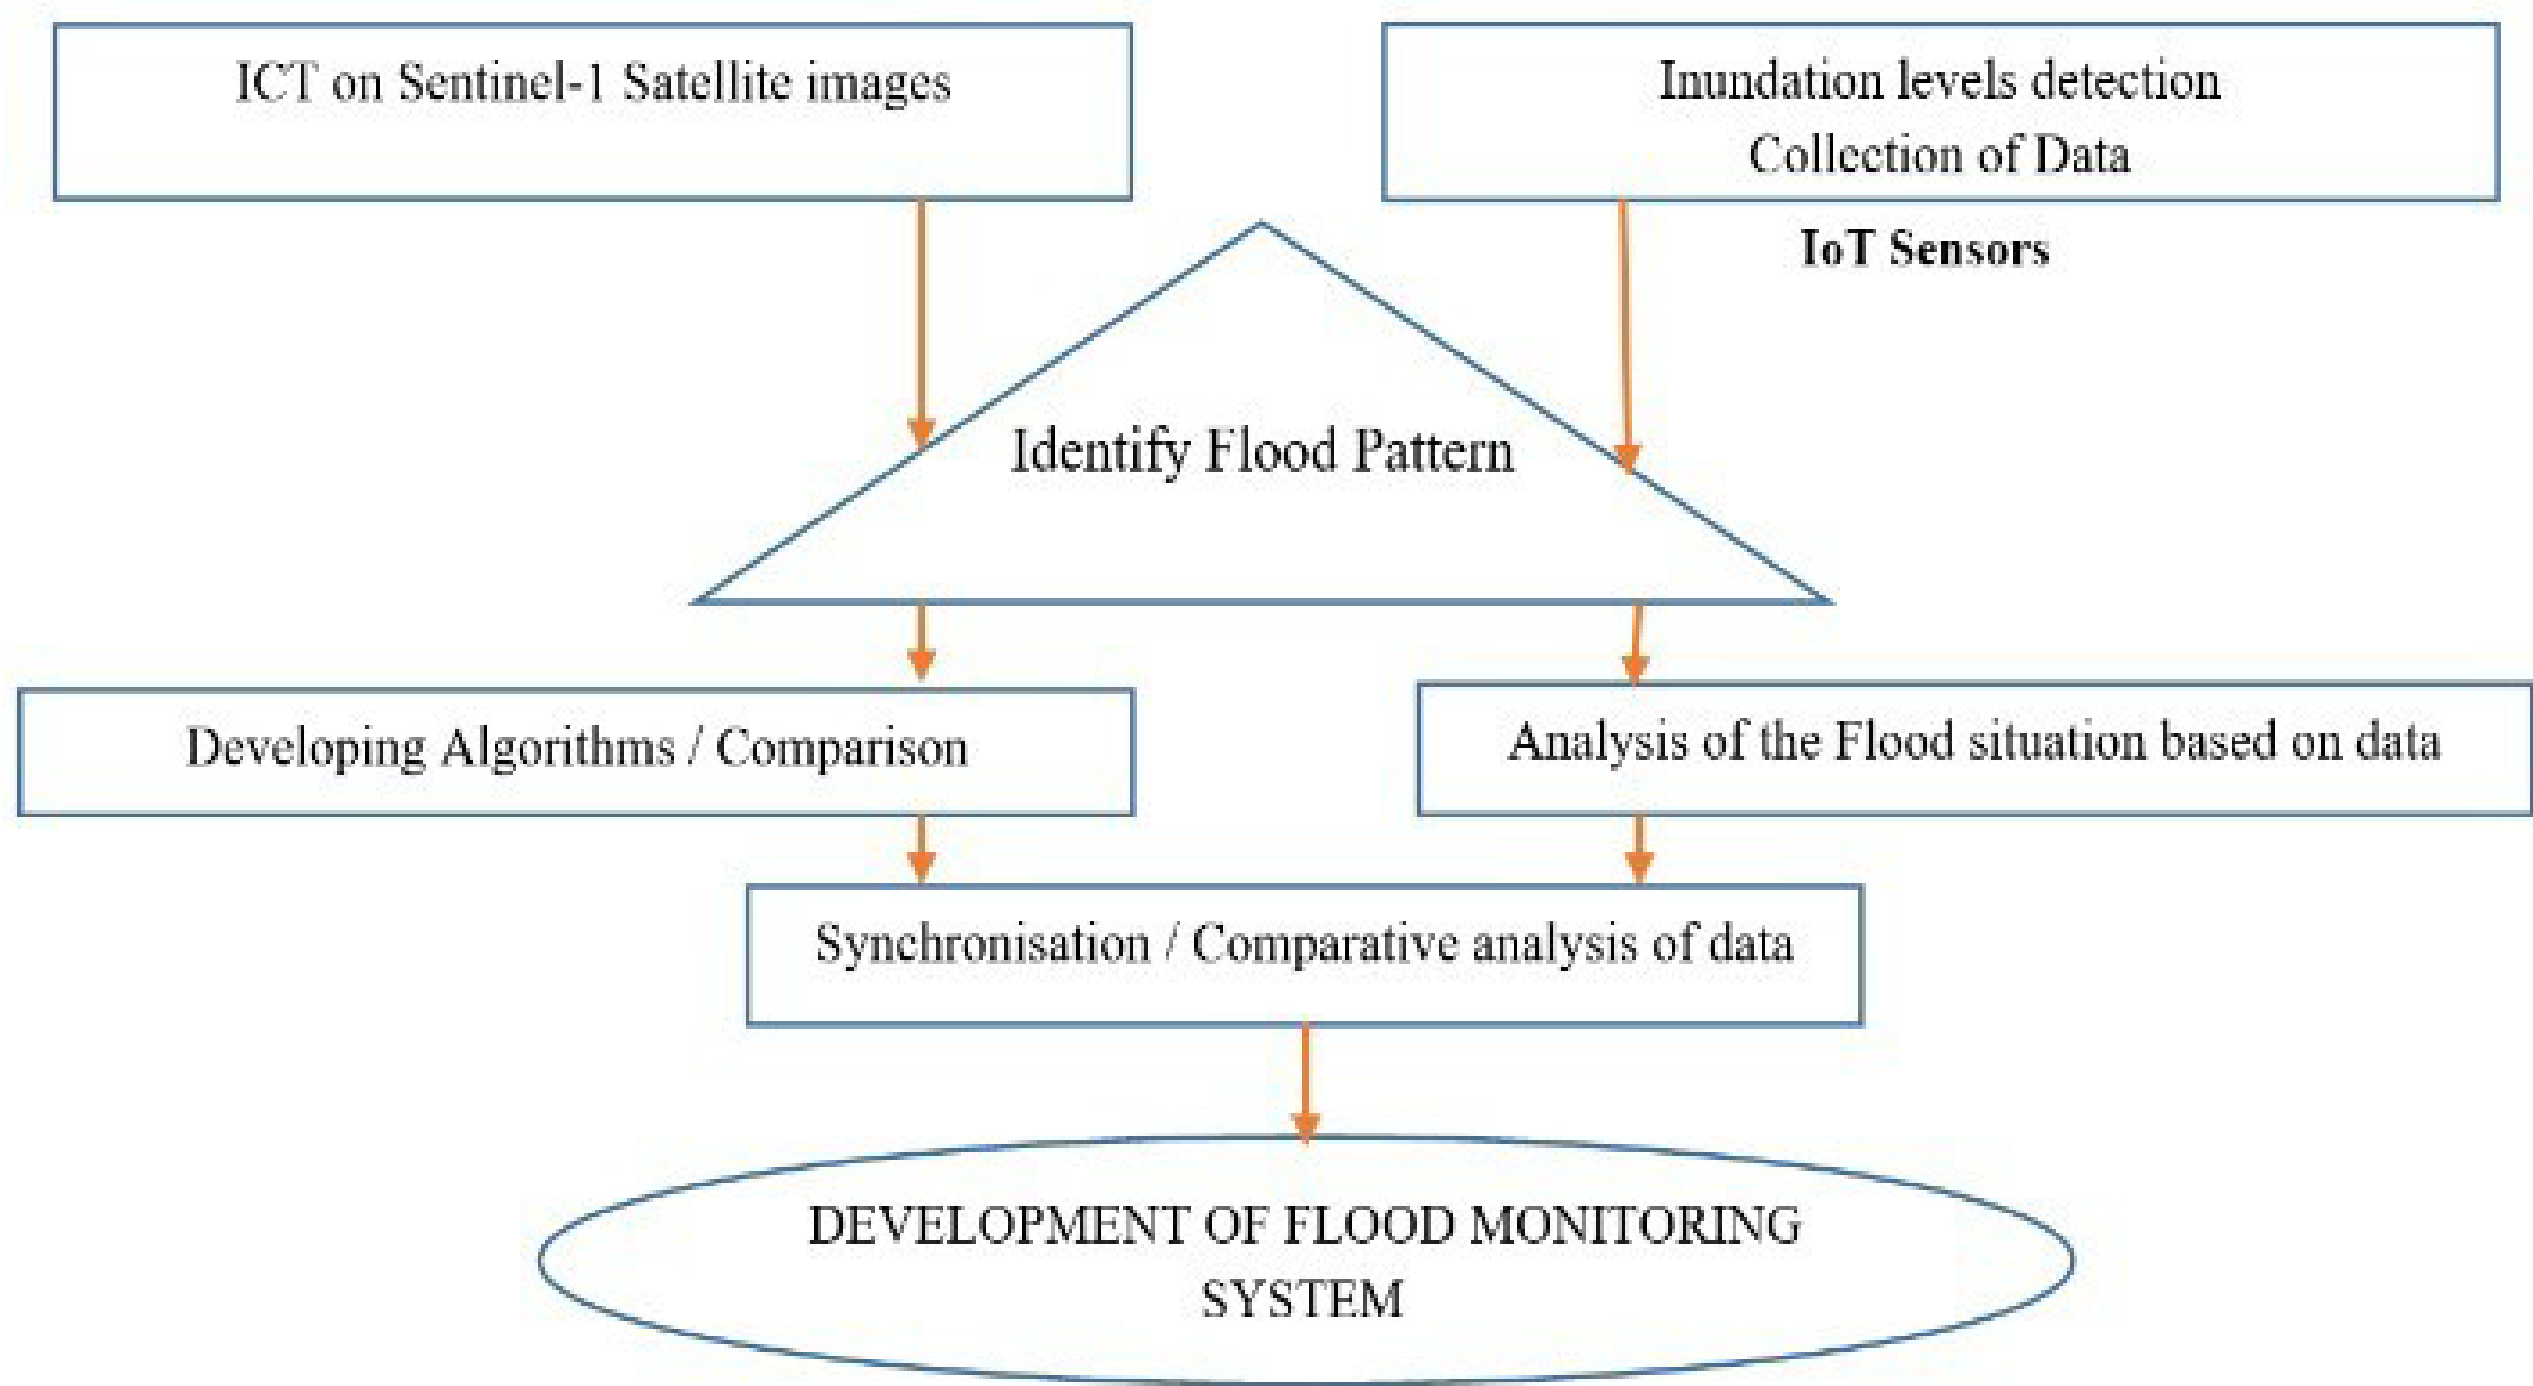 ICT on Sentinel-1 Satellite images
Inundation levels detection
Collection of Data
IoT Sensors
Identify Flood Pattern
Developing Algorithms / Comparison
Analysis of the Flood situation based on data
Synchronisation / Comparative analysis of data
DEVELOPMENT OF FLOOD MONITORING
SYSTEM